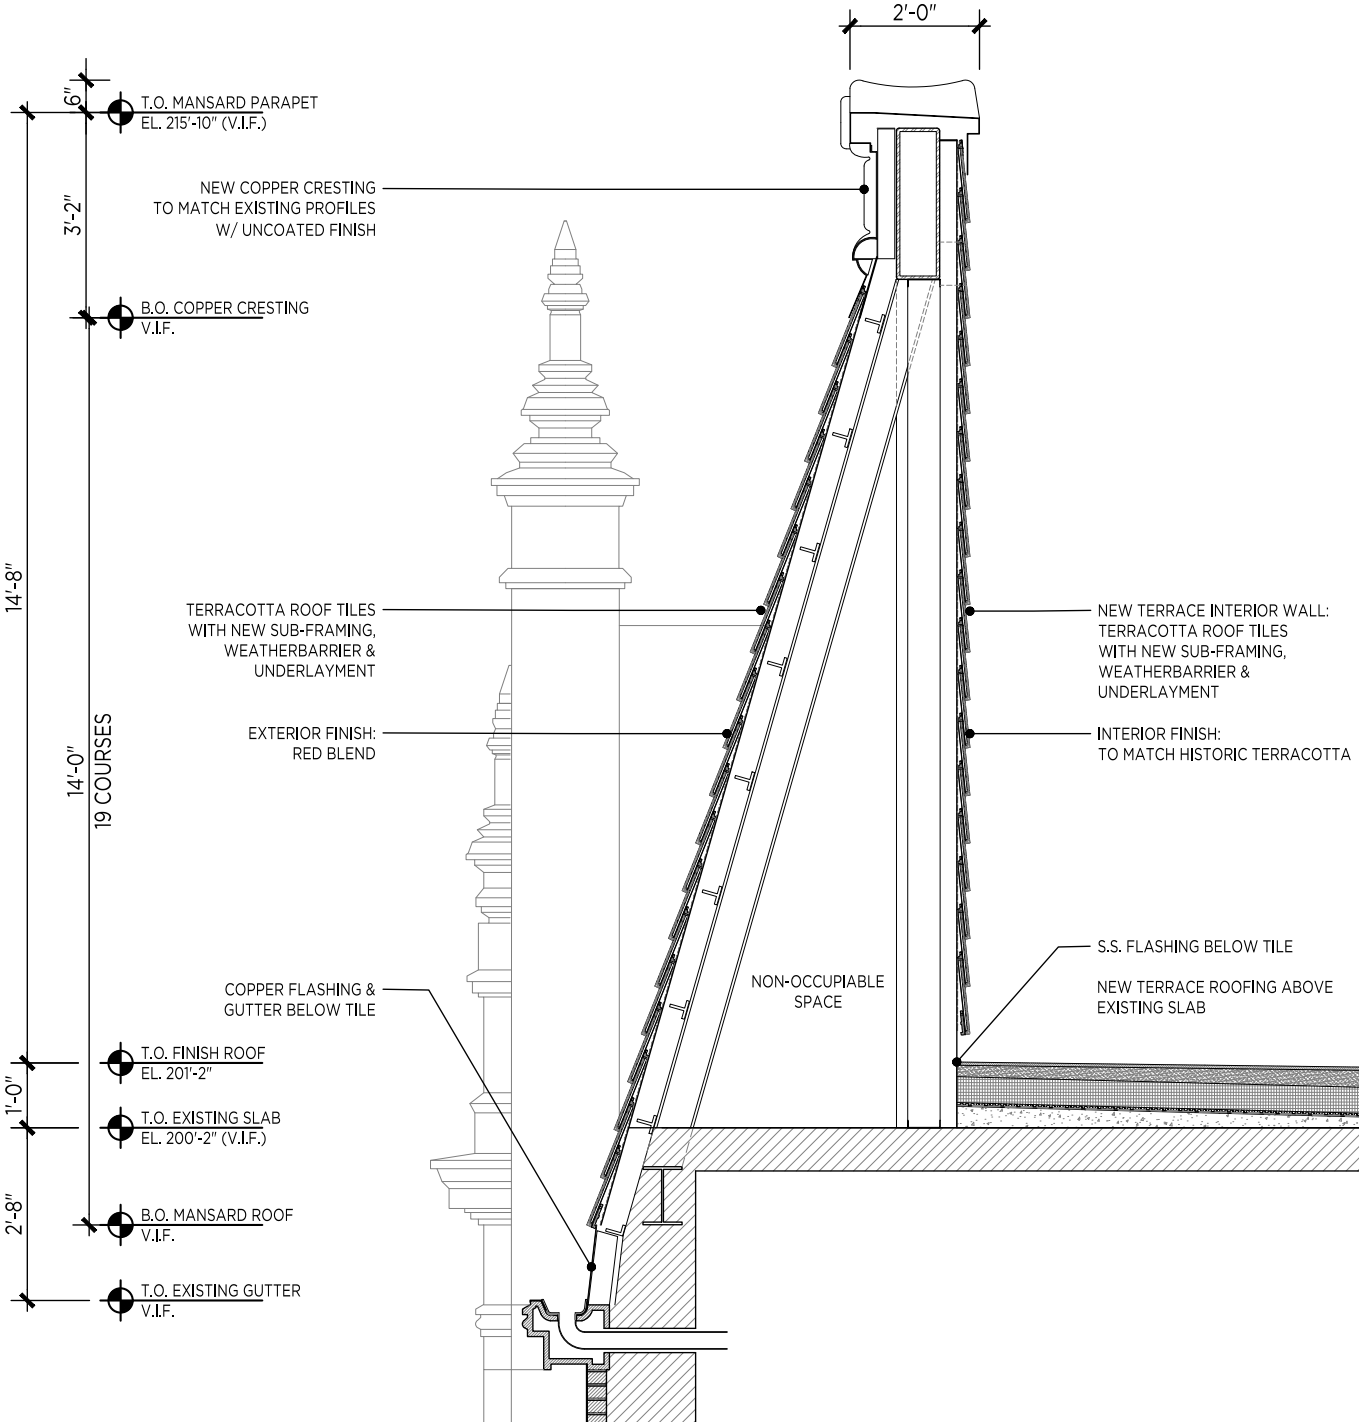 2'-0"
6"
T.O. MANSARD PARAPET
EL. 215'-10" (V.I.F.)
NEW COPPER CRESTING
TO MATCH EXISTING PROFILES
W/ UNCOATED FINISH
3'-2"
B.O. COPPER CRESTING
V.I.F.
14'-8"
TERRACOTTA ROOF TILES
WITH NEW SUB-FRAMING,
WEATHERBARRIER &
UNDERLAYMENT
NEW TERRACE INTERIOR WALL:
TERRACOTTA ROOF TILES
WITH NEW SUB-FRAMING,
WEATHERBARRIER &
UNDERLAYMENT
EXTERIOR FINISH:
RED BLEND
INTERIOR FINISH:
TO MATCH HISTORIC TERRACOTTA
14'-0"
19 COURSES
S.S. FLASHING BELOW TILE
NEW TERRACE ROOFING ABOVE
EXISTING SLAB
NON-OCCUPIABLE
SPACE
COPPER FLASHING &
GUTTER BELOW TILE
T.O. FINISH ROOF
EL. 201'-2"
1'-0"
T.O. EXISTING SLAB
EL. 200'-2" (V.I.F.)
2'-8"
B.O. MANSARD ROOF
V.I.F.
T.O. EXISTING GUTTER
V.I.F.